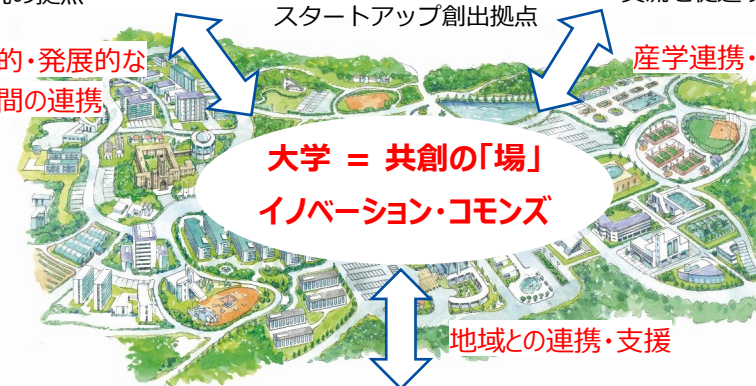 スタートアップ創出拠点
的・発展的な
間の連携
産学連携・
大学 = 共創の「場」
イノベーション・コモンズ
地域との連携・支援